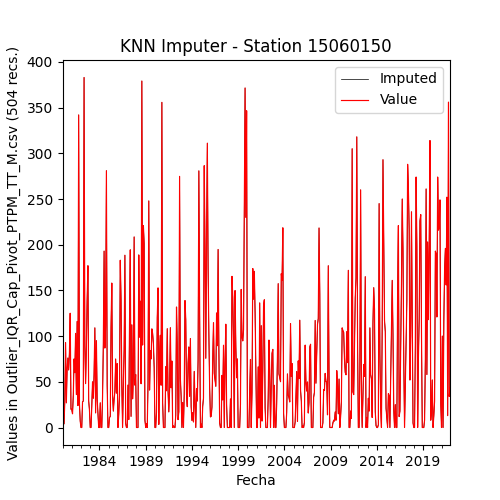 KNN Imputer - Station 15060150
Imputed
Value
Values in Outlier_IQR_Cap_Pivot_PTPM_TT_M.csv (504 recs.)
400
350
300
250
200
150
100
50
0
1984 1989 1994 1999 2004 2009 2014 2019
Fecha